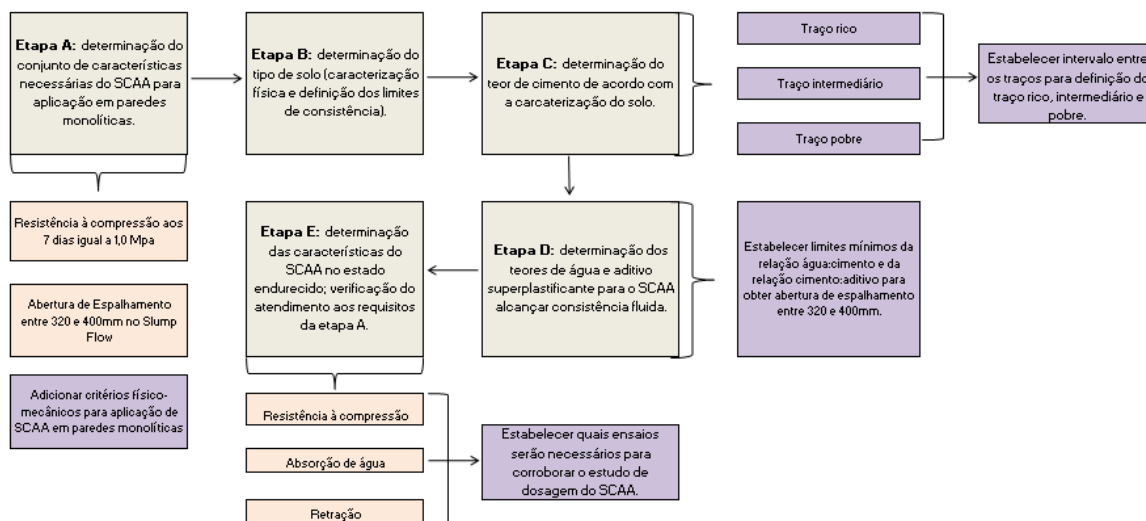 Etapa A: determinação do
conjunto de características
necessárias do SCAA para
aplicação em paredes
monolíticas.
Etapa B: determinação do
tipo de solo (caracterização
física e definição dos limites
de consistência).
Etapa C: determinação do
teor de cimento de acordo com
a carcaterização do solo.
Traço rico
Traço intermediário
Traço pobre
Estabelecer intervalo entre
os traços para definição do
traço rico, intermediário e
pobre.
Resistência à compressão aos
7 dias igual a 1,0 Mpa
Abertura de Espalhamento
entre 320 e 400mm no Slump
Flow
Adicionar critérios físico-
mecânicos para aplicação de
SCAA em paredes monolíticas
Etapa E: determinação
das características do
SCAA no estado
endurecido; verificação do
atendimento aos requisitos
da etapa A.
Etapa D: determinação dos
teores de água e aditivo
superplastificante para o SCAA
alcançar consistência fluida.
Estabelecer limites mínimos da
relação água:cimento e da
relação cimento:aditivo para
obter abertura de espalhamento
entre 320 e 400mm.
Resistência à compressão
Absorção de água
Retração
Estabelecer quais ensaios
serão necessários para
corroborar o estudo de
dosagem do SCAA.